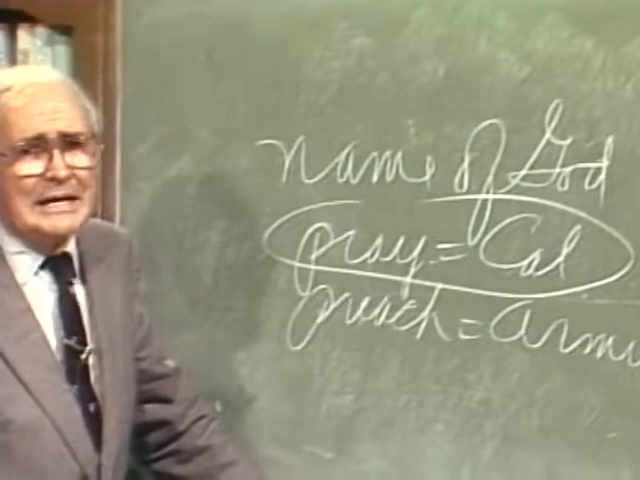 name of God
pray = Cal
preach = armi